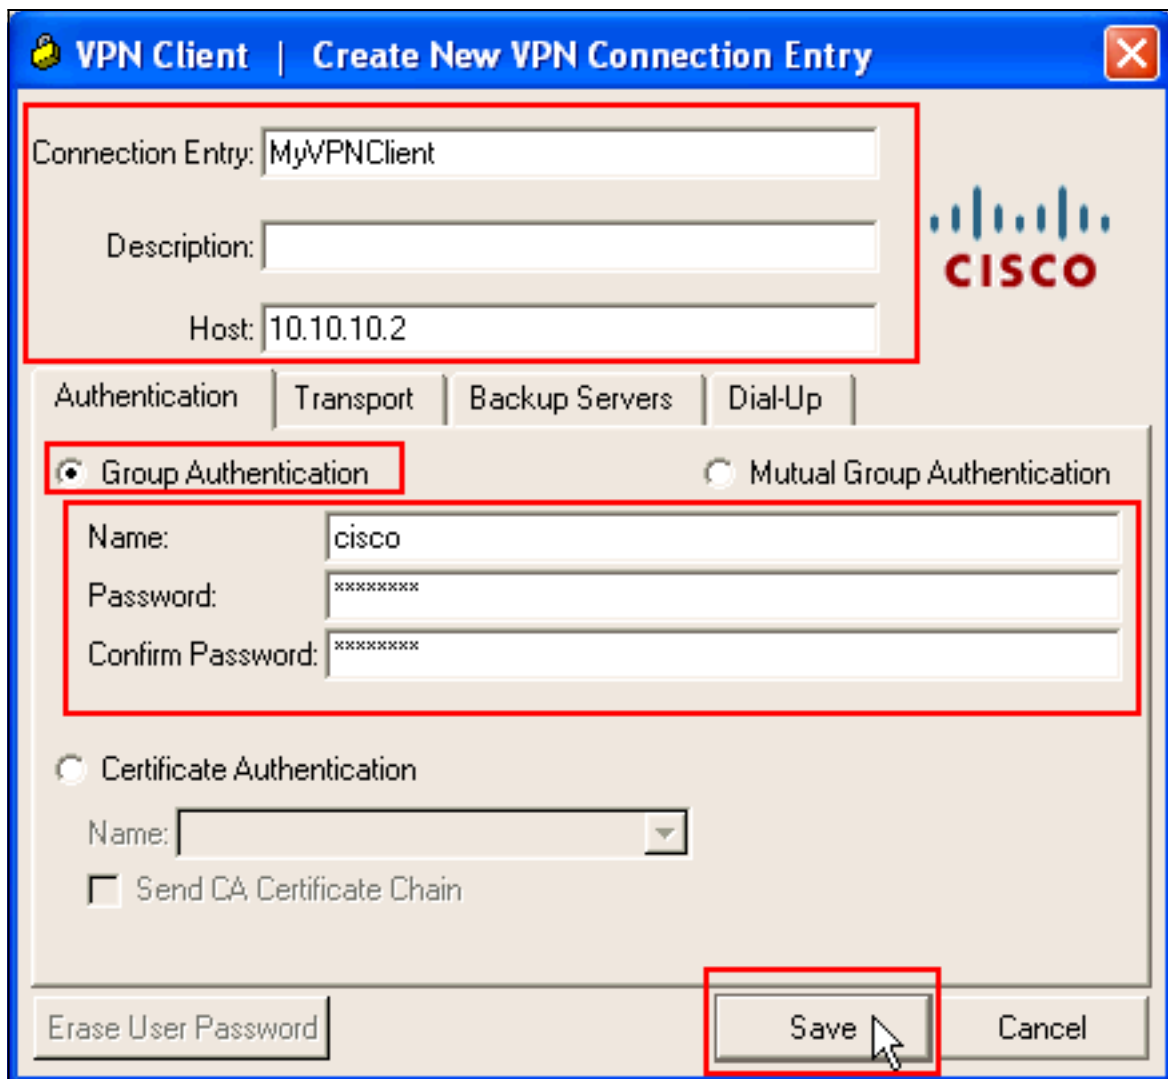 VPN Client | Create New VPN Connection Entry
Connection Entry: MyVPNClient
CISCO
Description:
Host: 10.10.10.2
Authentication Transport Backup Servers Dial-Up
Group Authentication Mutual Group Authentication
Name: cisco
Password: ********
Confirm Password: ********
Certificate Authentication
Name:
Send CA Certificate Chain
Erase User Password Save Cancel